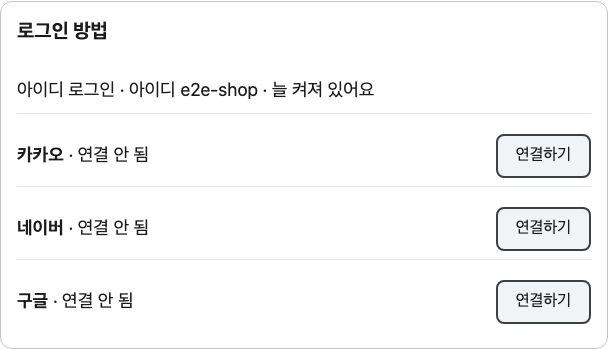 로그인 방법
아이디 로그인 · 아이디 e2e-shop · 늘 켜져 있어요
카카오 · 연결 안 됨
연결하기
네이버 · 연결 안 됨
연결하기
구글 · 연결 안 됨
연결하기